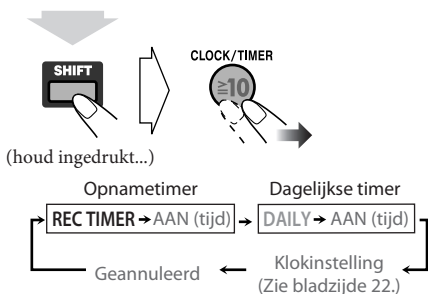 SHIFT
CLOCK/TIMER
≧10
(houd ingedrukt...)
Opnametimer
Dagelijkse timer
REC TIMER → AAN (tijd)
DAILY → AAN (tijd)
Geannuleerd
Klokinstelling
(Zie bladzijde 22.)